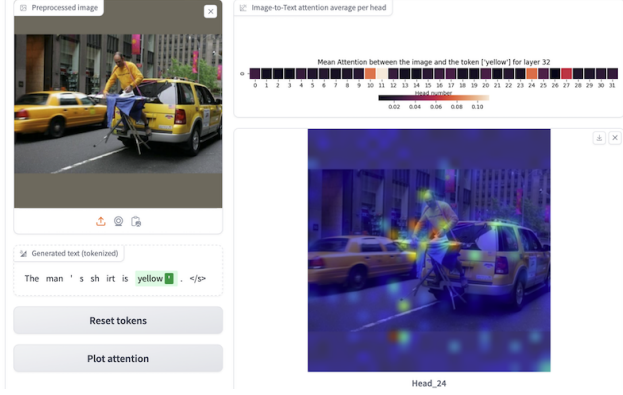 Preprocessed image
Image-to-Text attention average per head
Mean Attention between the image and the token ['yellow'] for layer 32
0
0 1 2 3 4 5 6 7 8 9 10 11 12 13 14 15 16 17 18 19 20 21 22 23 24 25 26 27 28 29 30 31
Head number
0.02 0.04 0.06 0.08 0.10
Generated text (tokenized)
The man ' s sh irt is yellow . </s>
Reset tokens
Plot attention
Head_24